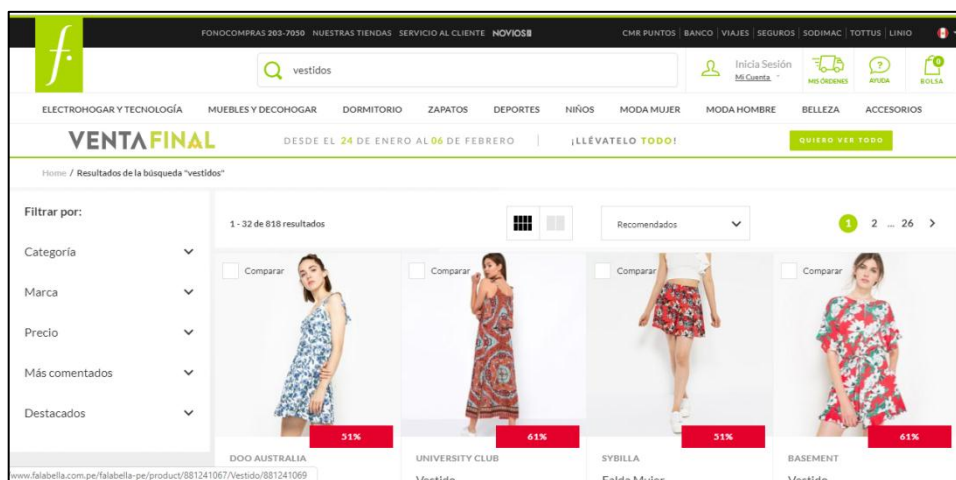 f.
FONOCOMPRAS 203-7050 NUESTRAS TIENDAS SERVICIO AL CLIENTE NOVIOS
CMR PUNTOS | BANCO | VIAJES | SEGUROS | SODIMAC | TOTTUS | LINIO
vestidos
Inicia Sesión
Mi Cuenta
MIS ÓRDENES
AYUDA
0
BOLSA
ELECTROHOGAR Y TECNOLOGÍA MUEBLES Y DECOHOGAR DORMITORIO ZAPATOS DEPORTES NIÑOS MODA MUJER MODA HOMBRE BELLEZA ACCESORIOS
VENTA FINAL DESDE EL 24 DE ENERO AL 06 DE FEBRERO | ¡LLÉVATELO TODO! QUIERO VER TODO
Home / Resultados de la búsqueda "vestidos"
Filtrar por:
Categoría
Marca
Precio
Más comentados
Destacados
1 - 32 de 818 resultados
Recomendados
1 2 ... 26 >
Comparar Comparar Comparar Comparar
51% 61% 51% 61%
DOO AUSTRALIA UNIVERSITY CLUB SYBILLA BASEMENT
Vestido Falda Mujer Vestido
www.falabella.com.pe/falabella-pe/product/881241067/Vestido/881241069